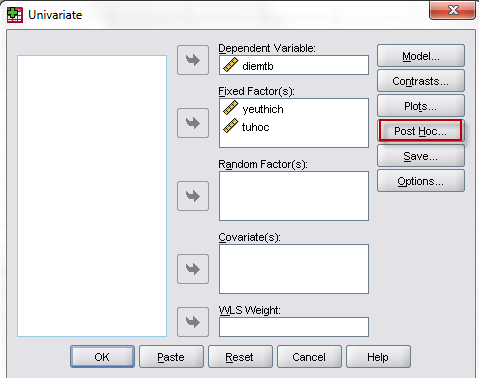 Univariate
Dependent Variable:
diemtb
Fixed Factor(s):
yeuthich
tuhoc
Random Factor(s):
Covariate(s):
WLS Weight:
Model...
Contrasts...
Plots...
Post Hoc...
Save...
Options...
OK
Paste
Reset
Cancel
Help